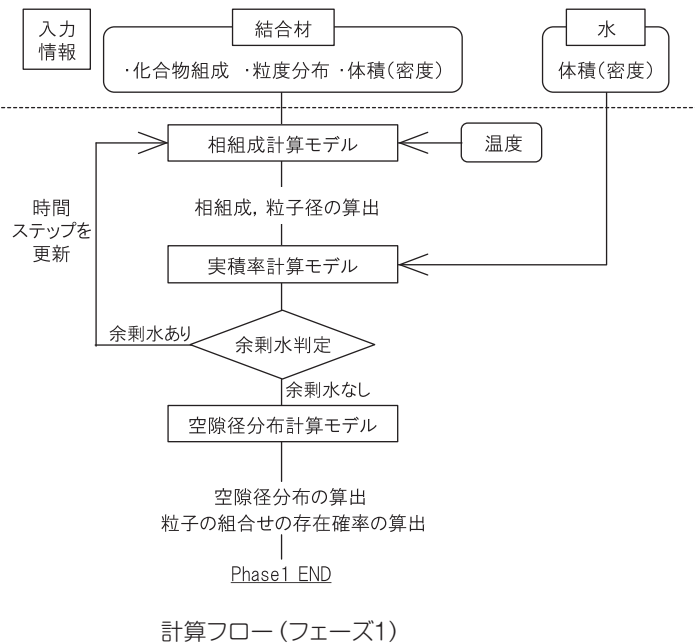 入力
情報
結合材
・化合物組成 ・粒度分布 ・体積(密度)
水
体積(密度)
相組成計算モデル
温度
時間
ステップを
更新
相組成, 粒子径の算出
実積率計算モデル
余剰水あり
余剰水判定
余剰水なし
空隙径分布計算モデル
空隙径分布の算出
粒子の組合せの存在確率の算出
Phase1 END
計算フロー(フェーズ1)